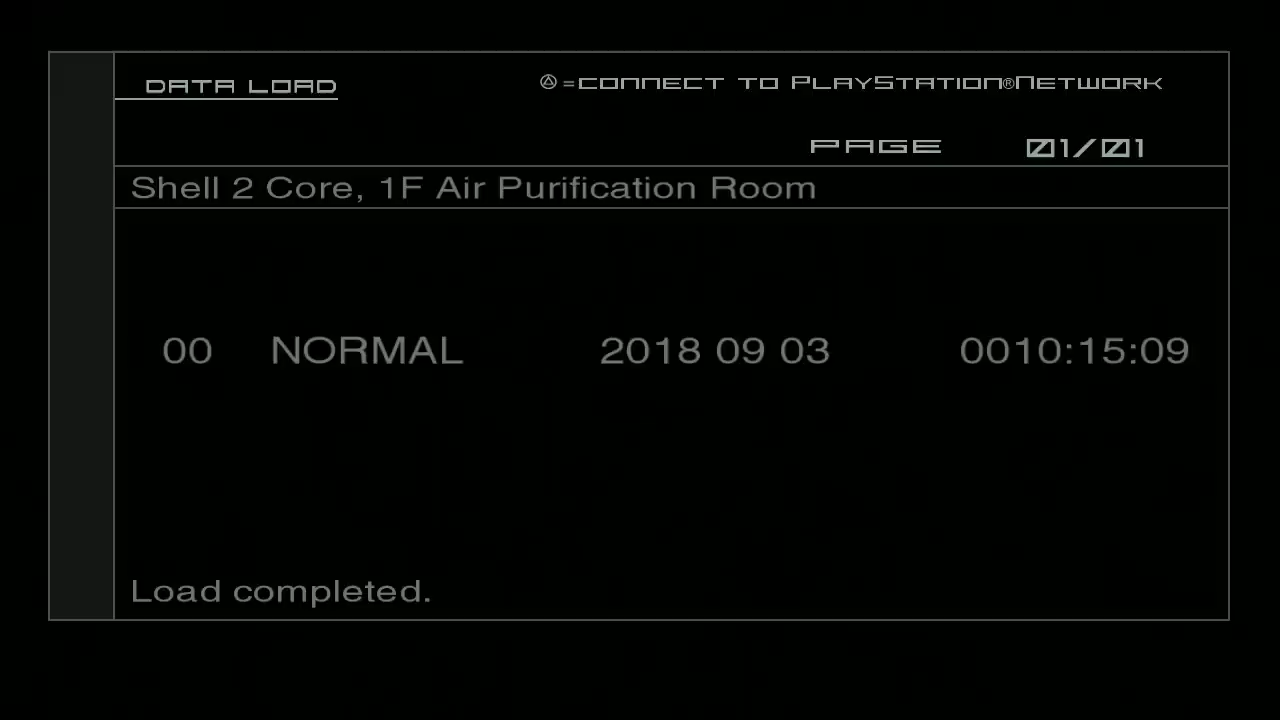 DATA LOAD
△=CONNECT TO PLAYSTATION®NETWORK
PAGE 01/01
Shell 2 Core, 1F Air Purification Room
00 NORMAL 2018 09 03 0010:15:09
Load completed.